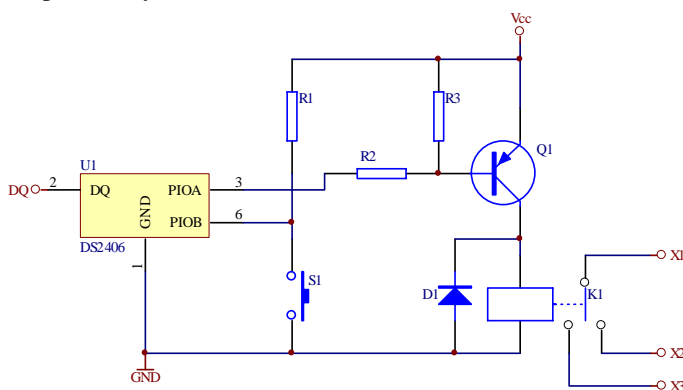 Vcc
R1
R3
Q1
R2
U1
DQ
2
DQ
PIOA
3
GND
PIOB
6
DS2406
1
S1
D1
K1
X1
X2
X3
GND